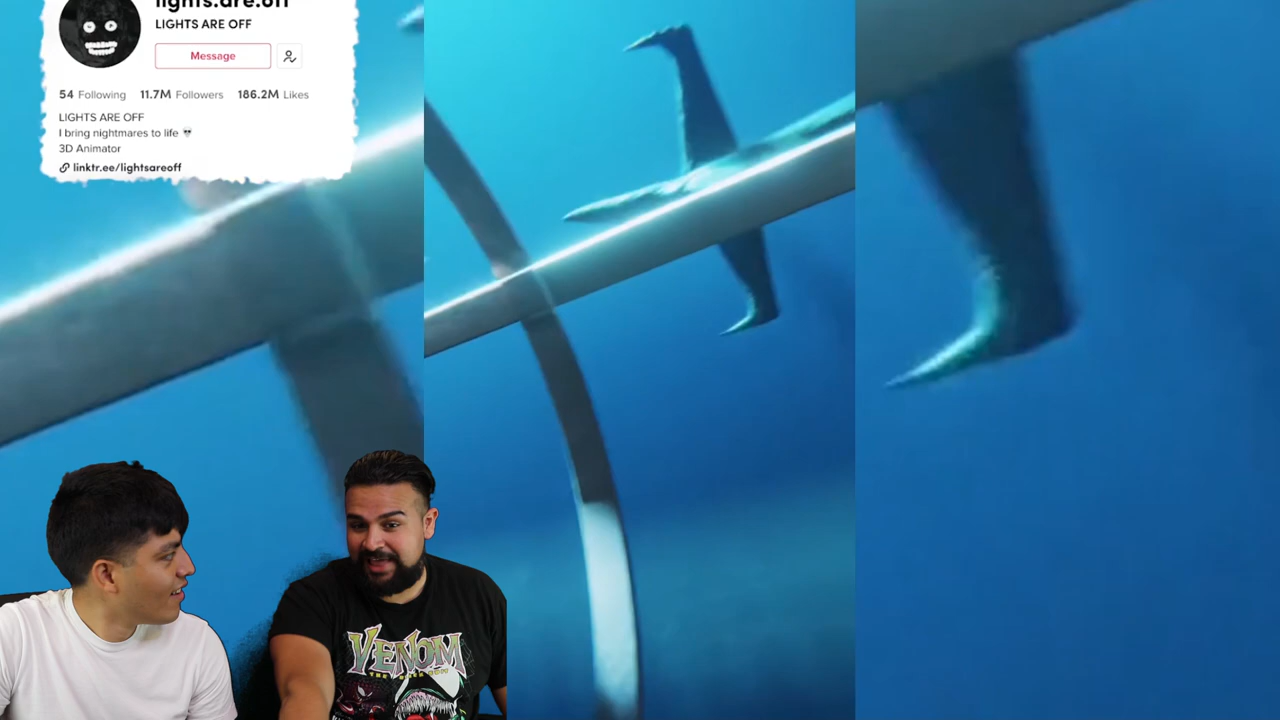 lights.are.off
LIGHTS ARE OFF
Message
54 Following 11.7M Followers 186.2M Likes
LIGHTS ARE OFF
I bring nightmares to life 💀
3D Animator
linktr.ee/lightsareoff
VENOM